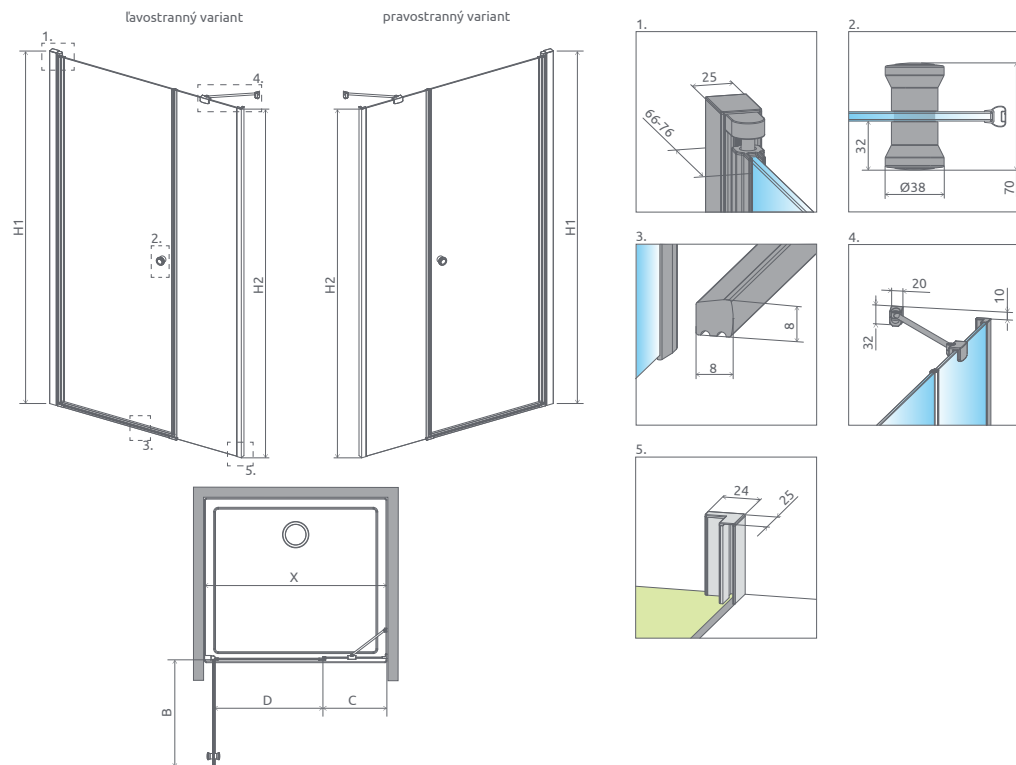 ľavostranný variant
pravostranný variant
1.
4.
H1
2.
H2
3.
5.
H2
H1
1.
25
66-76
2.
32
Ø38
70
3.
8
8
4.
20
10
32
5.
24
25
X
D
C
B